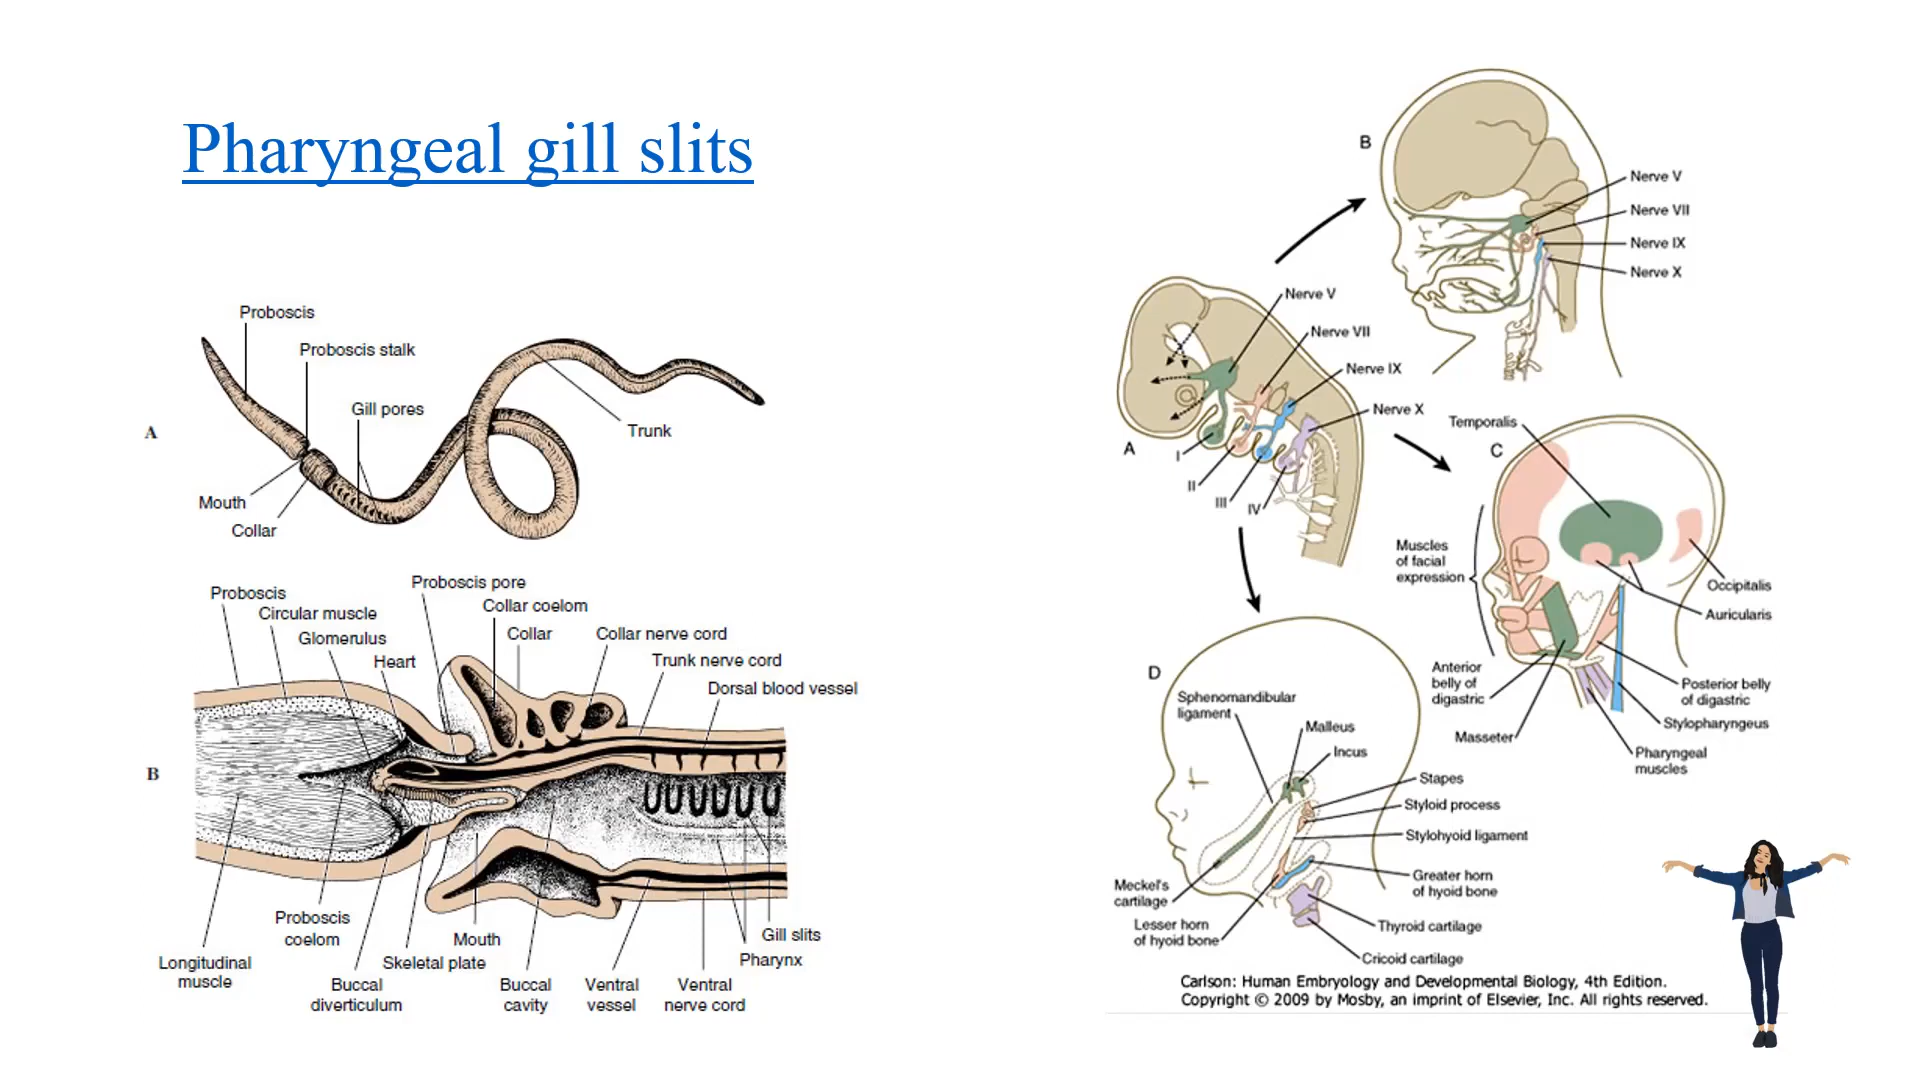 Pharyngeal gill slits
Proboscis
Proboscis stalk
Gill pores
A
Trunk
Mouth
Collar
Proboscis pore
Proboscis
Collar coelom
Circular muscle
Collar
Collar nerve cord
Glomerulus
Trunk nerve cord
Heart
Dorsal blood vessel
B
Proboscis
coelom
Mouth
Gill slits
Longitudinal
muscle
Skeletal plate
Pharynx
Buccal
diverticulum
Buccal
cavity
Ventral
vessel
Ventral
nerve cord
B
Nerve V
Nerve VII
Nerve IX
Nerve X
Nerve V
Nerve VII
Nerve IX
Nerve X
A
I
II
III
IV
Temporalis
C
Muscles
of facial
expression
Occipitalis
Auricularis
Anterior
belly of
digastric
Posterior belly
of digastric
Stylopharyngeus
Masseter
Pharyngeal
muscles
D
Sphenomandibular
ligament
Malleus
Incus
Stapes
Styloid process
Stylohyoid ligament
Greater horn
of hyoid bone
Meckel's
cartilage
Lesser horn
of hyoid bone
Thyroid cartilage
Cricoid cartilage
Carlson: Human Embryology and Developmental Biology, 4th Edition.
Copyright © 2009 by Mosby, an imprint of Elsevier, Inc. All rights reserved.